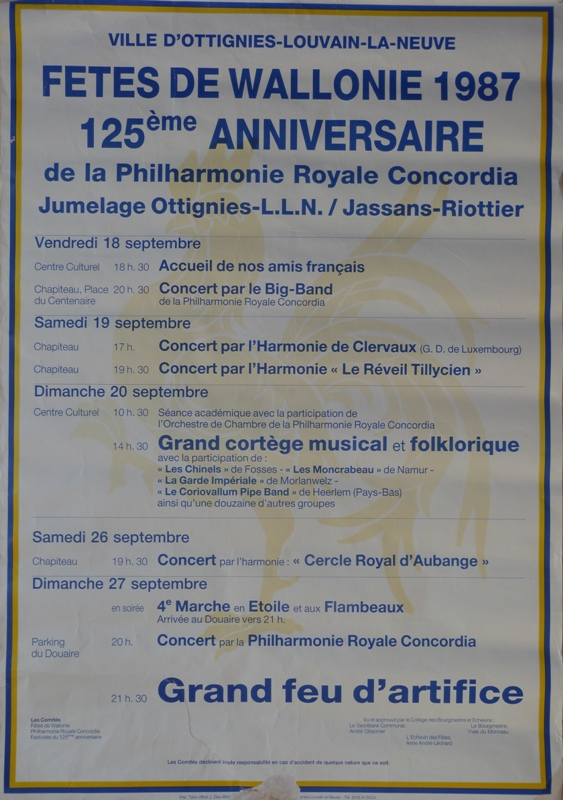 VILLE D'OTTIGNIES-LOUVAIN-LA-NEUVE
FETES DE WALLONIE 1987
125ème ANNIVERSAIRE
de la Philharmonie Royale Concordia
Jumelage Ottignies-L.L.N. / Jassans-Riottier
Vendredi 18 septembre
Centre Culturel 18 h. 30 Accueil de nos amis français
Chapiteau, Place 20 h. 30 Concert par le Big-Band
du Centenaire de la Philharmonie Royale Concordia
Samedi 19 septembre
Chapiteau 17 h. Concert par l'Harmonie de Clervaux (G. D. de Luxembourg)
Chapiteau 19 h. 30 Concert par l'Harmonie « Le Réveil Tillycien »
Dimanche 20 septembre
Centre Culturel 10 h. 30 Séance académique avec la participation de
l'Orchestre de Chambre de la Philharmonie Royale Concordia
14 h. 30 Grand cortège musical et folklorique
avec la participation de :
« Les Chinels » de Fosses - « Les Moncrabeau » de Namur -
« La Garde Impériale » de Morlanwelz -
« Le Coriovallum Pipe Band » de Heerlem (Pays-Bas)
ainsi qu'une douzaine d'autres groupes
Samedi 26 septembre
Chapiteau 19 h. 30 Concert par l'harmonie : « Cercle Royal d'Aubange »
Dimanche 27 septembre
en soirée 4e Marche en Etoile et aux Flambeaux
Arrivée au Douaire vers 21 h.
Parking 20 h. Concert par la Philharmonie Royale Concordia
du Douaire
21 h. 30 Grand feu d'artifice
Les Comités
Fêtes de Wallonie
Philharmonie Royale Concordia
Festivités du 125ème anniversaire
Vu et approuvé par le Collège des Bourgmestre et Echevins :
Le Secrétaire Communal,
André
L'Echevin des Fêtes,
Anne André-Léonard
Le Bourgmestre,
Yves du Monceau
Les Comités déclinent toute responsabilité en cas d'accident de quelque nature que ce soit.